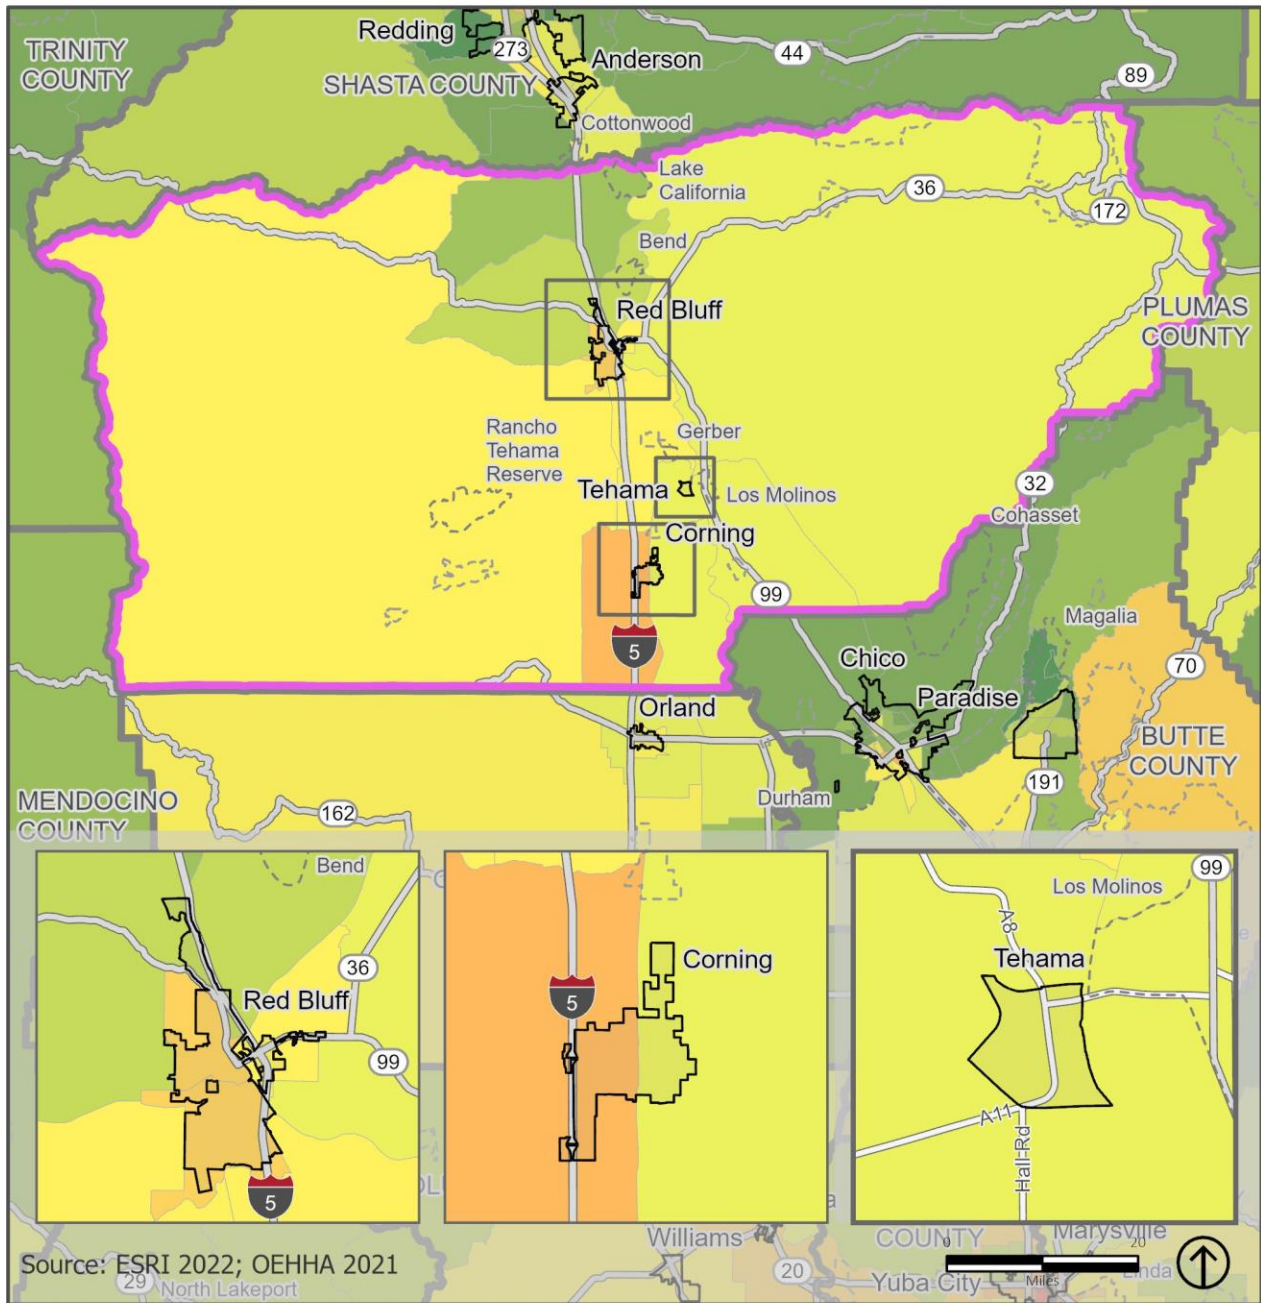 Redding
TRINITY
COUNTY
273
44
Anderson
SHASTA COUNTY
89
Cottonwood
Lake
California
36
172
Bend
Red Bluff
PLUMAS
COUNTY
Rancho
Tehama
Reserve
Gerber
Tehama
Los Molinos
32
Cohasset
Corning
99
Magalia
5
Chico
70
Paradise
Orland
BUTTE
COUNTY
MENDOCINO
COUNTY
162
Durham
191
Bend
36
Red Bluff
99
5
Corning
5
99
Los Molinos
A8
Tehama
A11
Hall Rd
Williams
COUNTY
Marysville
0
20
Miles
Source: ESRI 2022; OEHHA 2021
29
North Lakeport
20
Yuba City
Linda